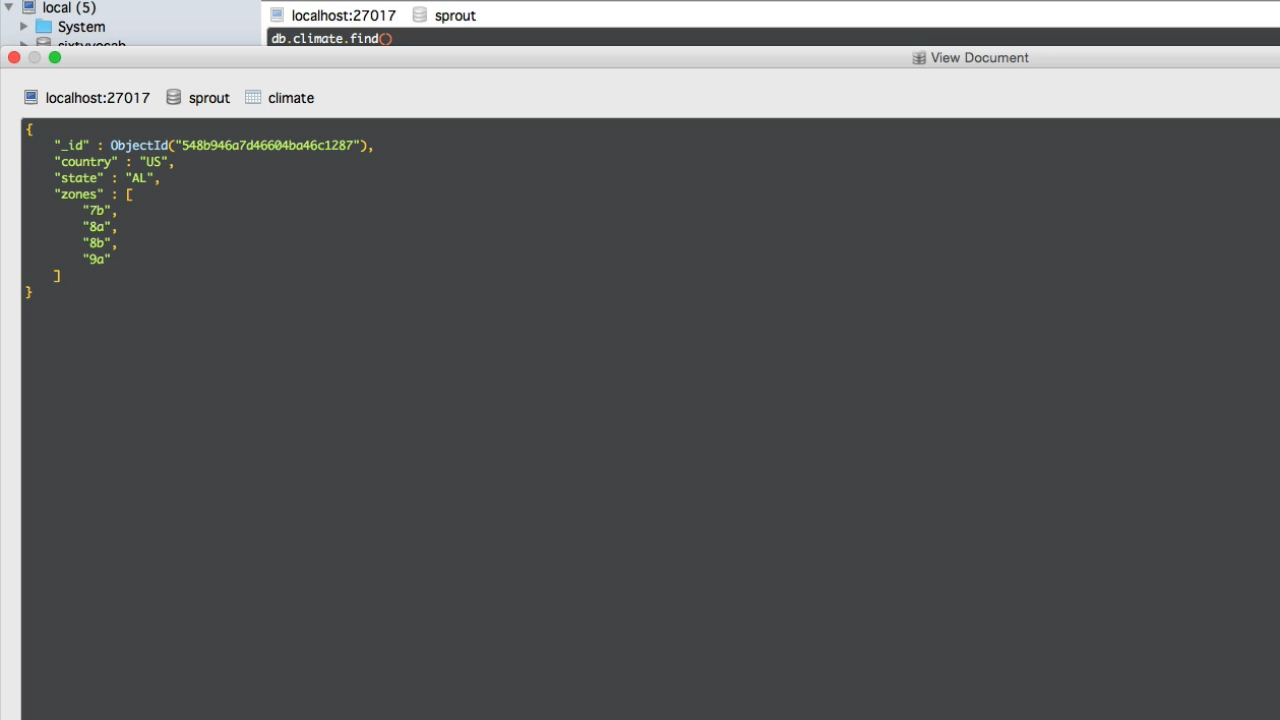 local (5)
System
sixtyvocab
localhost:27017 sprout
db.climate.find()
View Document
localhost:27017 sprout climate
{
"_id" : ObjectId("548b946a7d46604ba46c1287"),
"country" : "US",
"state" : "AL",
"zones" : [
"7b",
"8a",
"8b",
"9a"
]
}